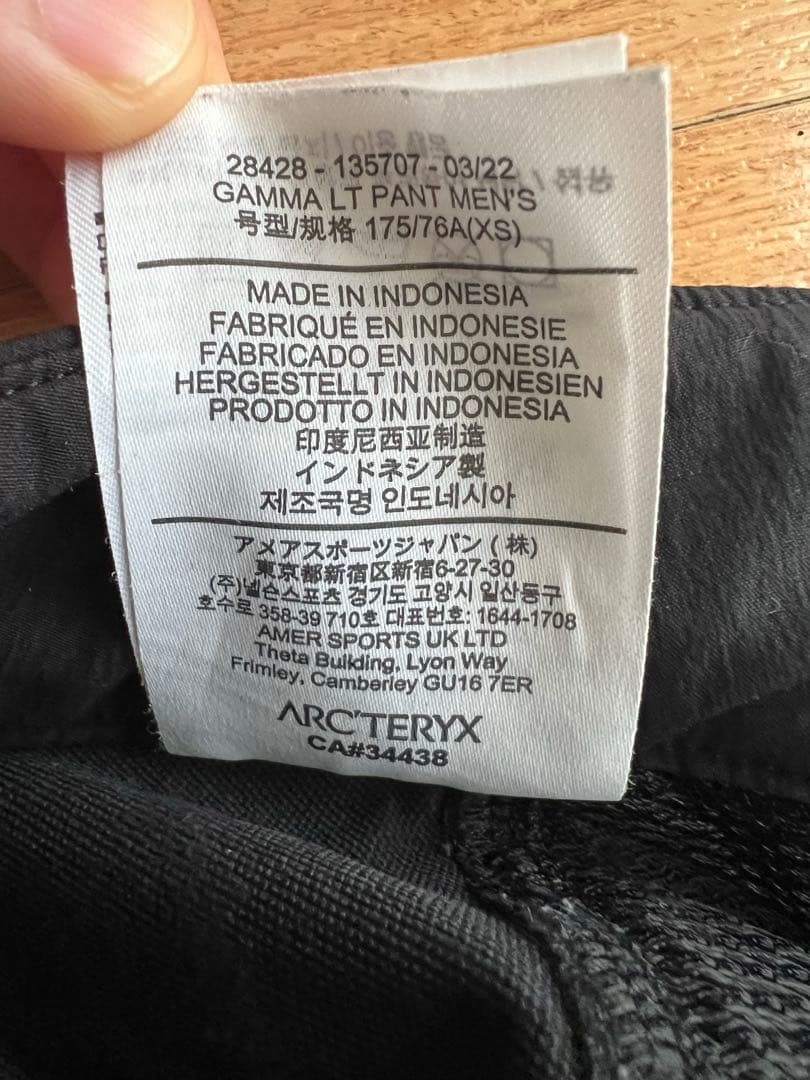 28428 - 135707 - 03/22
GAMMA LT PANT MEN'S
号型/规格 175/76A(XS)
MADE IN INDONESIA
FABRIQUÉ EN INDONESIE
FABRICADO EN INDONESIA
HERGESTELLT IN INDONESIEN
PRODOTTO IN INDONESIA
印度尼西亚制造
インドネシア製
제조국명 인도네시아
アメアスポーツジャパン ( 株)
東京都新宿区新宿6-27-30
(주)넬슨스포츠 경기도 고양시 일산동구
호수로 358-39 710호 대표번호: 1644-1708
AMER SPORTS UK LTD
Theta Building, Lyon Way
Frimley, Camberley GU16 7ER
ARC'TERYX
CA#34438